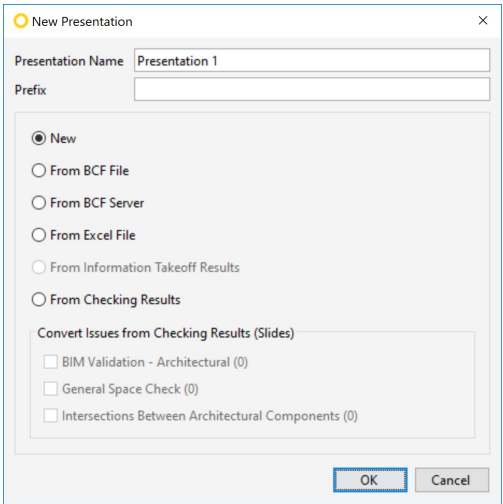 New Presentation
Presentation Name Presentation 1
Prefix
New
From BCF File
From BCF Server
From Excel File
From Information Takeoff Results
From Checking Results
Convert Issues from Checking Results (Slides)
BIM Validation - Architectural (0)
General Space Check (0)
Intersections Between Architectural Components (0)
OK Cancel